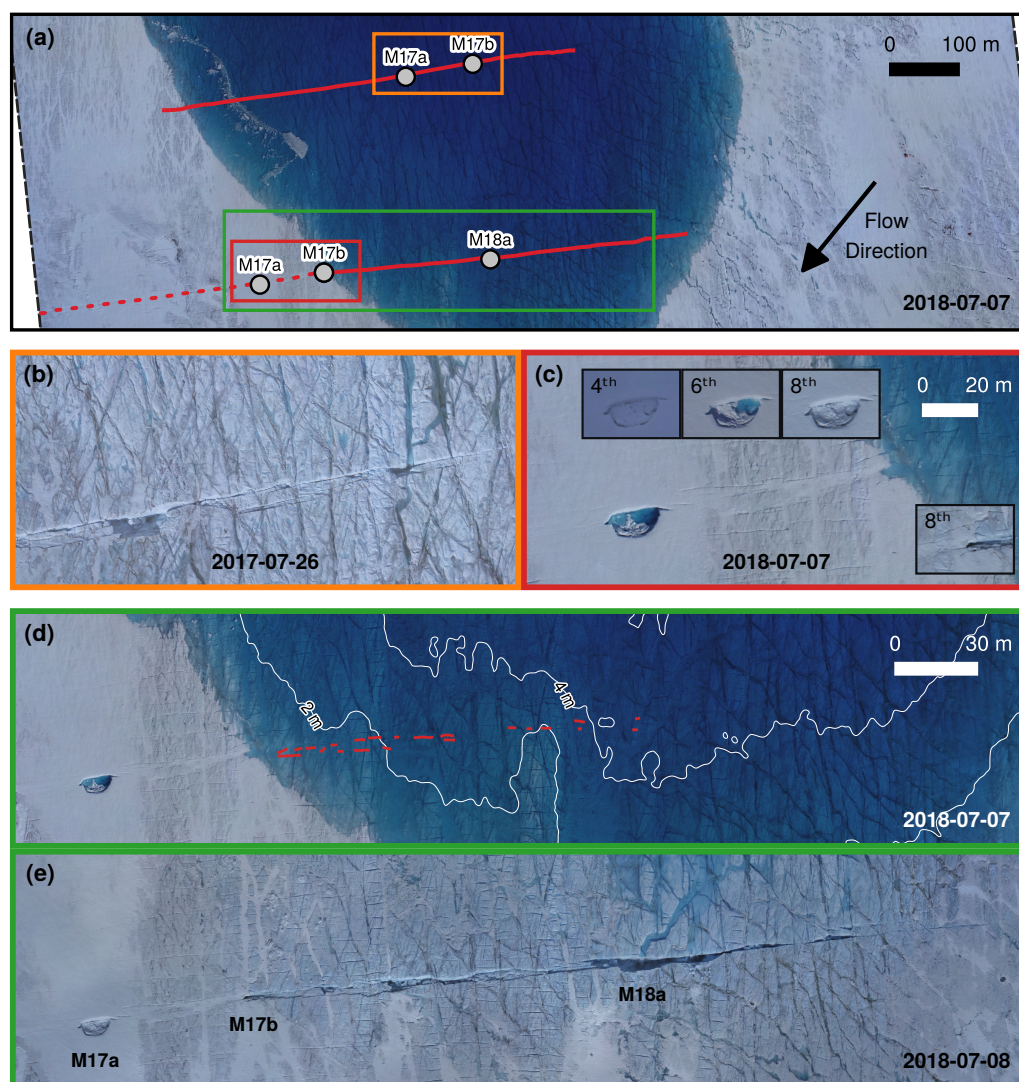 (a)
M17a
M17b
0 100 m
M17a
M17b
M18a
Flow
Direction
2018-07-07
(b)
2017-07-26
(c)
4th
6th
8th
0 20 m
8th
2018-07-07
(d)
2 m
4 m
0 30 m
2018-07-07
(e)
M17b
M18a
M17a
2018-07-08